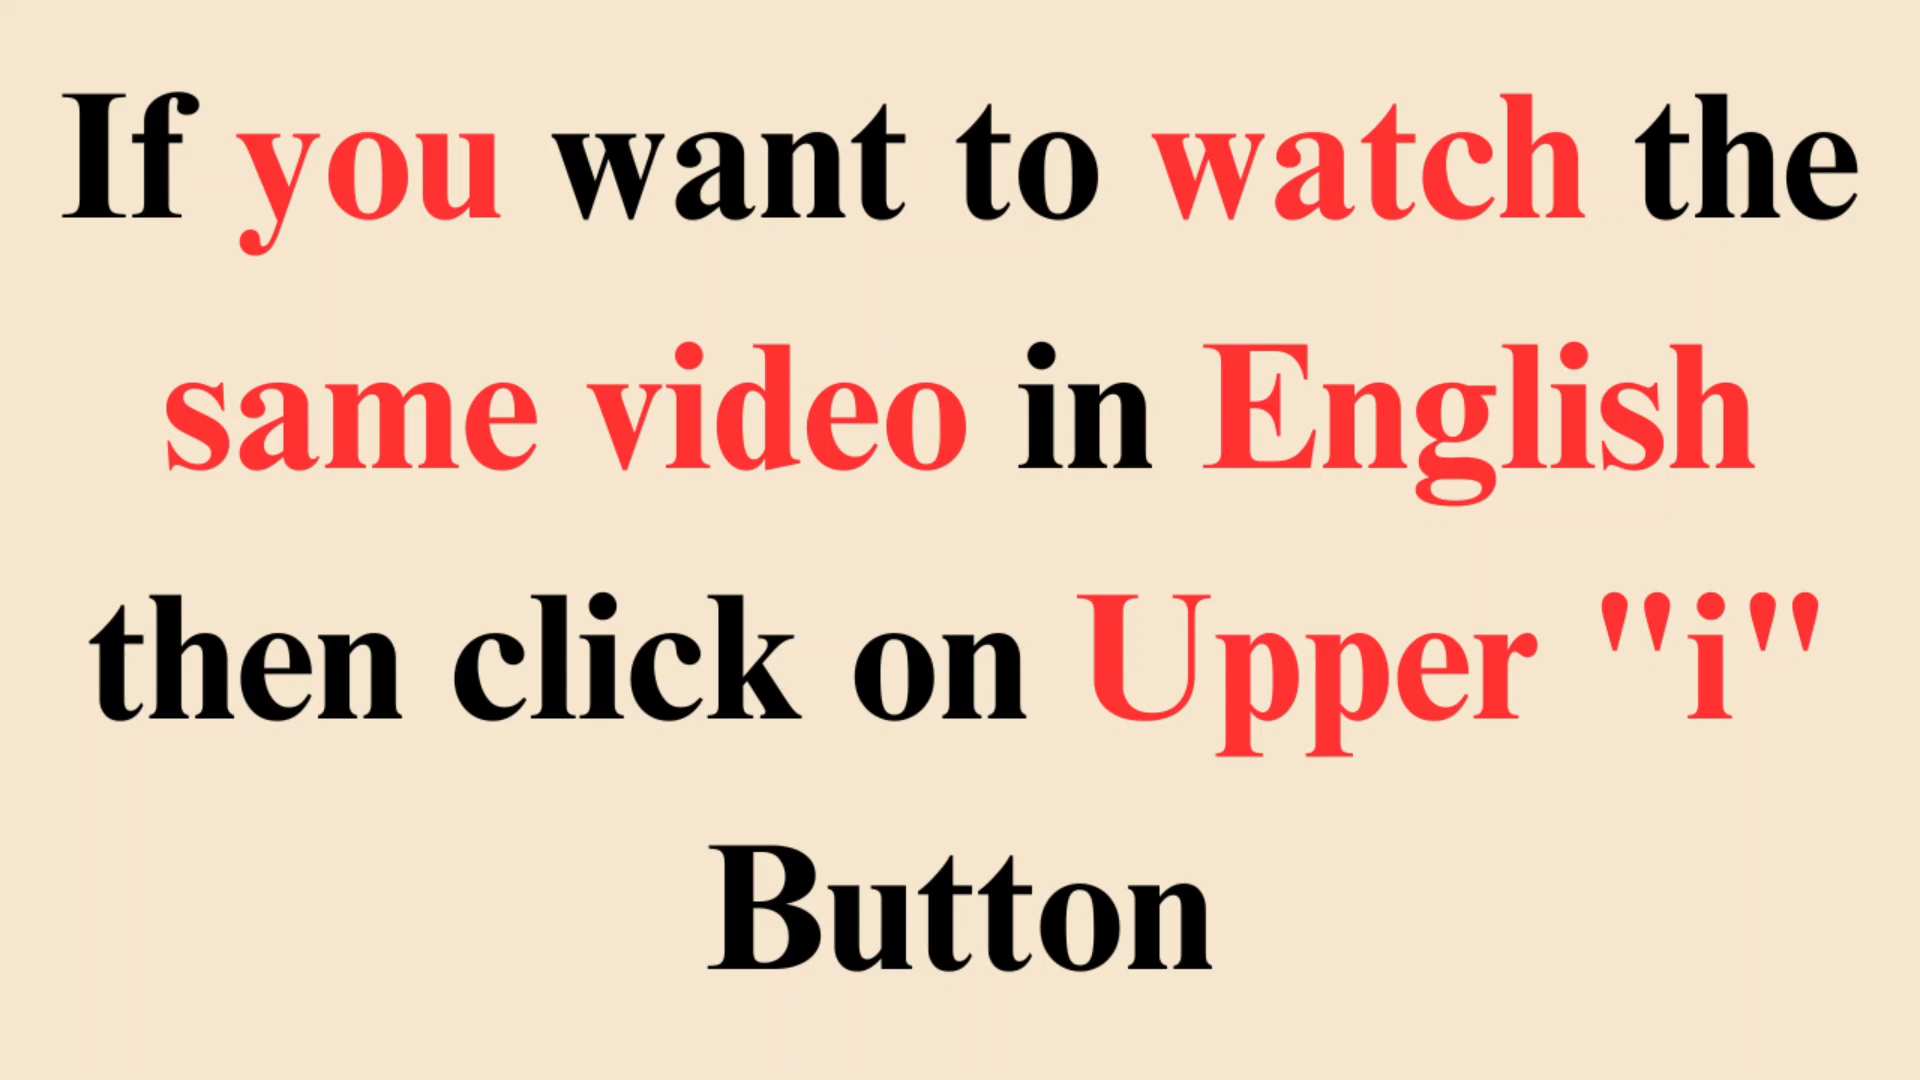 If you want to watch the
same video in English
then click on Upper "i"
Button